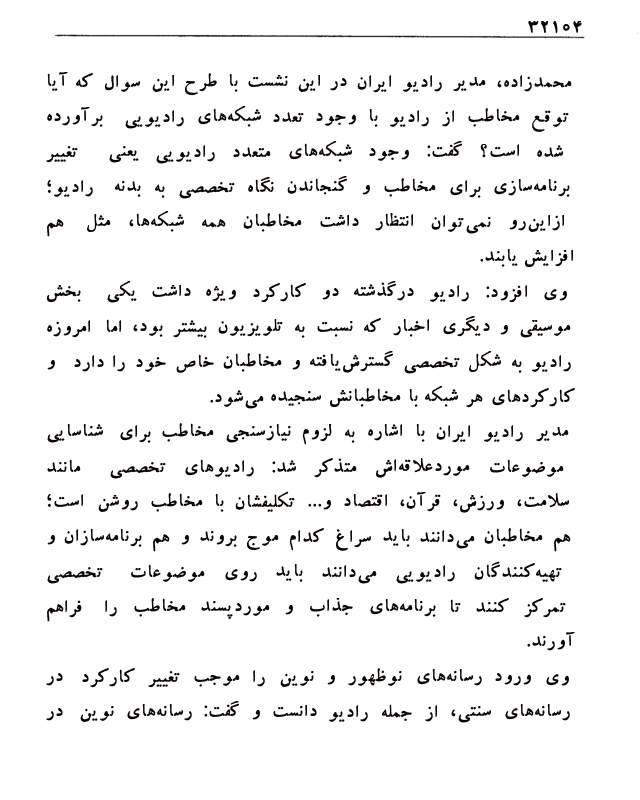 ۳۲۱۰۴
محمدزاده، مدیر رادیو ایران در این نشست با طرح این سوال که آیا
توقع مخاطب از رادیو با وجود تعدد شبکه‌های رادیویی برآورده
شده است؟ گفت: وجود شبکه‌های متعدد رادیویی یعنی تغییر
برنامه‌سازی برای مخاطب و گنجاندن نگاه تخصصی به بدنه رادیو؛
ازاین‌رو نمی‌توان انتظار داشت مخاطبان همه شبکه‌ها، مثل هم
افزایش یابند.
وی افزود: رادیو درگذشته دو کارکرد ویژه داشت یکی بخش
موسیقی و دیگری اخبار که نسبت به تلویزیون بیشتر بود، اما امروزه
رادیو به شکل تخصصی گسترش‌یافته و مخاطبان خاص خود را دارد و
کارکردهای هر شبکه با مخاطبانش سنجیده می‌شود.
مدیر رادیو ایران با اشاره به لزوم نیازسنجی مخاطب برای شناسایی
موضوعات موردعلاقه‌اش متذکر شد: رادیوهای تخصصی مانند
سلامت، ورزش، قرآن، اقتصاد و... تکلیفشان با مخاطب روشن است؛
هم مخاطبان می‌دانند باید سراغ کدام موج بروند و هم برنامه‌سازان و
تهیه‌کنندگان رادیویی می‌دانند باید روی موضوعات تخصصی
تمرکز کنند تا برنامه‌های جذاب و موردپسند مخاطب را فراهم
آورند.
وی ورود رسانه‌های نوظهور و نوین را موجب تغییر کارکرد در
رسانه‌های سنتی، از جمله رادیو دانست و گفت: رسانه‌های نوین در